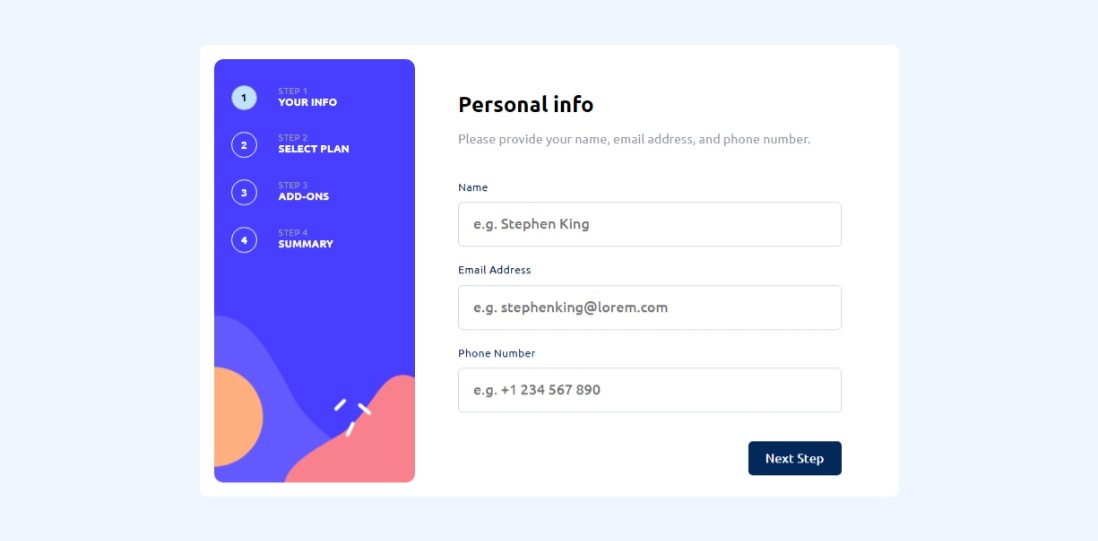 1
STEP 1
YOUR INFO
2
STEP 2
SELECT PLAN
3
STEP 3
ADD-ONS
4
STEP 4
SUMMARY
Personal info
Please provide your name, email address, and phone number.
Name
e.g. Stephen King
Email Address
e.g. stephenking@lorem.com
Phone Number
e.g. +1 234 567 890
Next Step